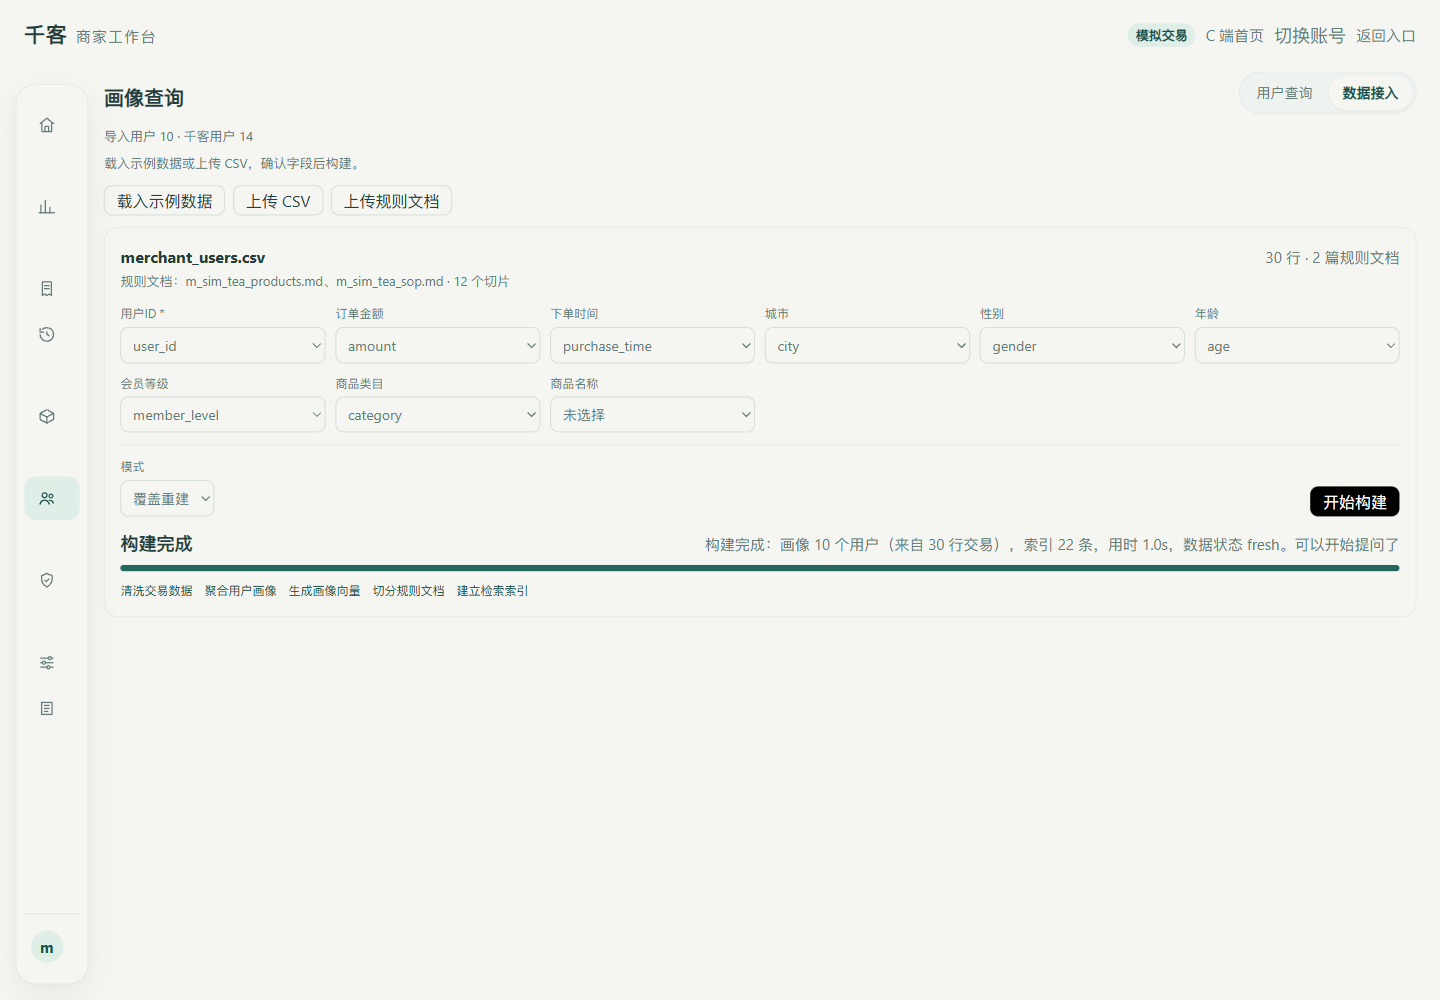 千客 商家工作台
模拟交易 C 端首页 切换账号 返回入口
画像查询
用户查询 数据接入
导入用户 10 · 千客用户 14
载入示例数据或上传 CSV，确认字段后构建。
载入示例数据 上传 CSV 上传规则文档
merchant_users.csv
30 行 · 2 篇规则文档
规则文档：m_sim_tea_products.md、m_sim_tea_sop.md · 12 个切片
用户ID * 订单金额 下单时间 城市 性别 年龄
user_id amount purchase_time city gender age
会员等级 商品类目 商品名称
member_level category 未选择
模式
覆盖重建
开始构建
构建完成
构建完成：画像 10 个用户（来自 30 行交易），索引 22 条，用时 1.0s，数据状态 fresh。可以开始提问了
清洗交易数据 聚合用户画像 生成画像向量 切分规则文档 建立检索索引
m